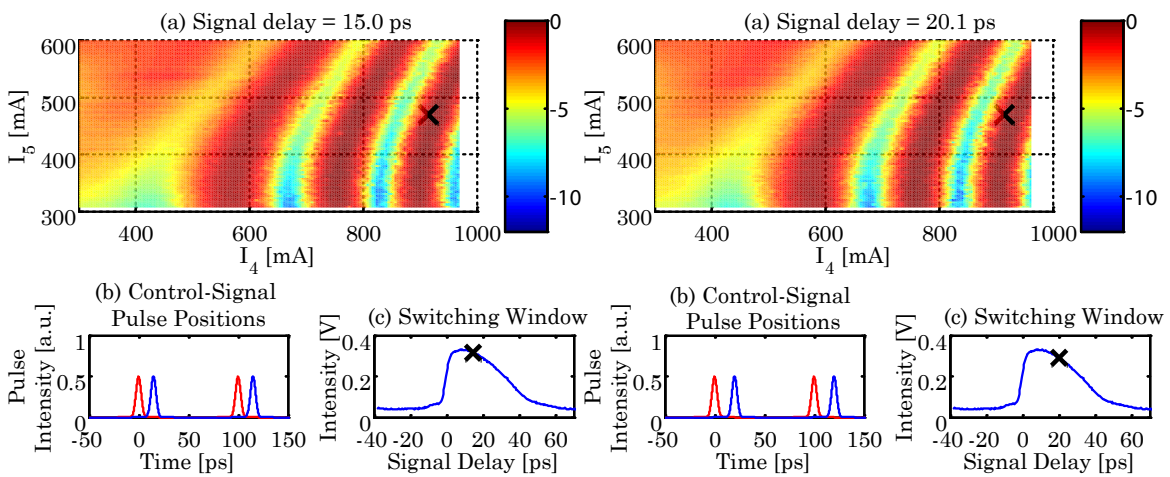 (a) Signal delay = 15.0 ps
600
500
400
300
I5 [mA]
400 600 800 1000
I4 [mA]
0
-5
-10
(b) Control-Signal
Pulse Positions
Pulse
Intensity [a.u.]
1
0.5
0
-50 0 50 100 150
Time [ps]
(c) Switching Window
Intensity [V]
0.4
0.2
0
-40 -20 0 20 40 60
Signal Delay [ps]
(a) Signal delay = 20.1 ps
600
500
400
300
I5 [mA]
400 600 800 1000
I4 [mA]
0
-5
-10
(b) Control-Signal
Pulse Positions
Pulse
Intensity [a.u.]
1
0.5
0
-50 0 50 100 150
Time [ps]
(c) Switching Window
Intensity [V]
0.4
0.2
0
-40 -20 0 20 40 60
Signal Delay [ps]